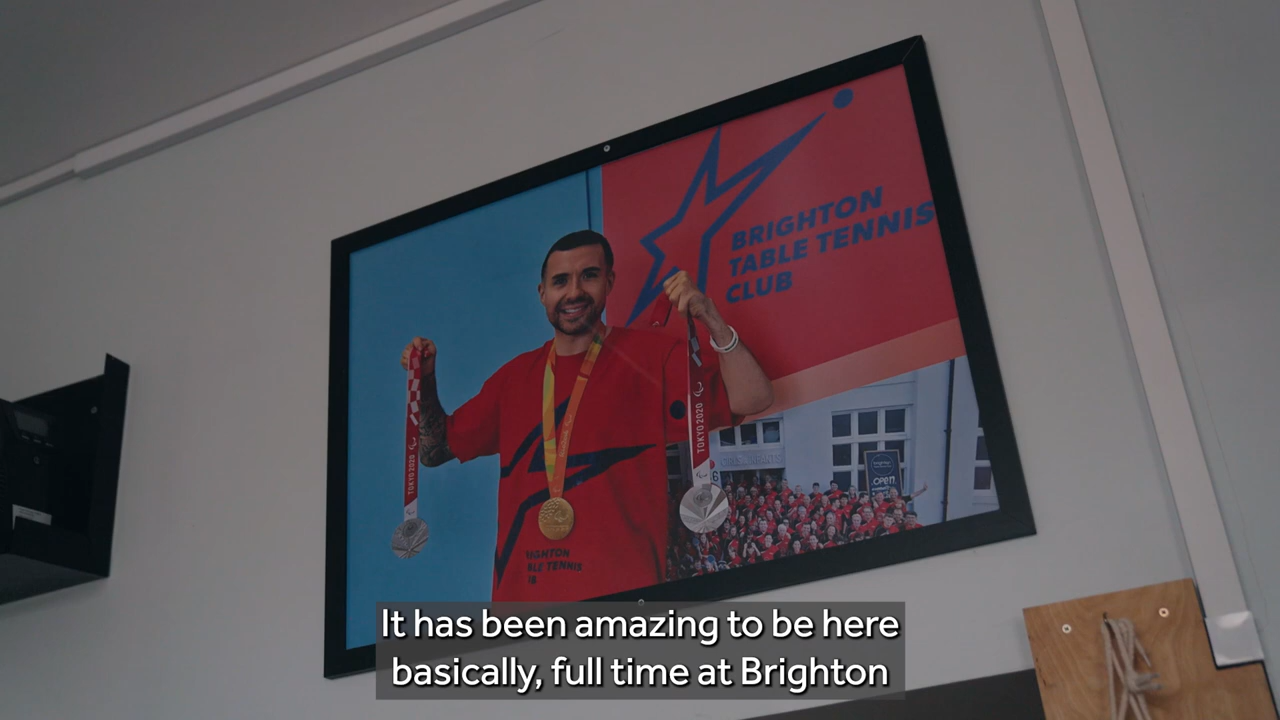 BRIGHTON
TABLE TENNIS
CLUB
TOKYO 2020
TOKYO 2020
OPEN
It has been amazing to be here
basically, full time at Brighton